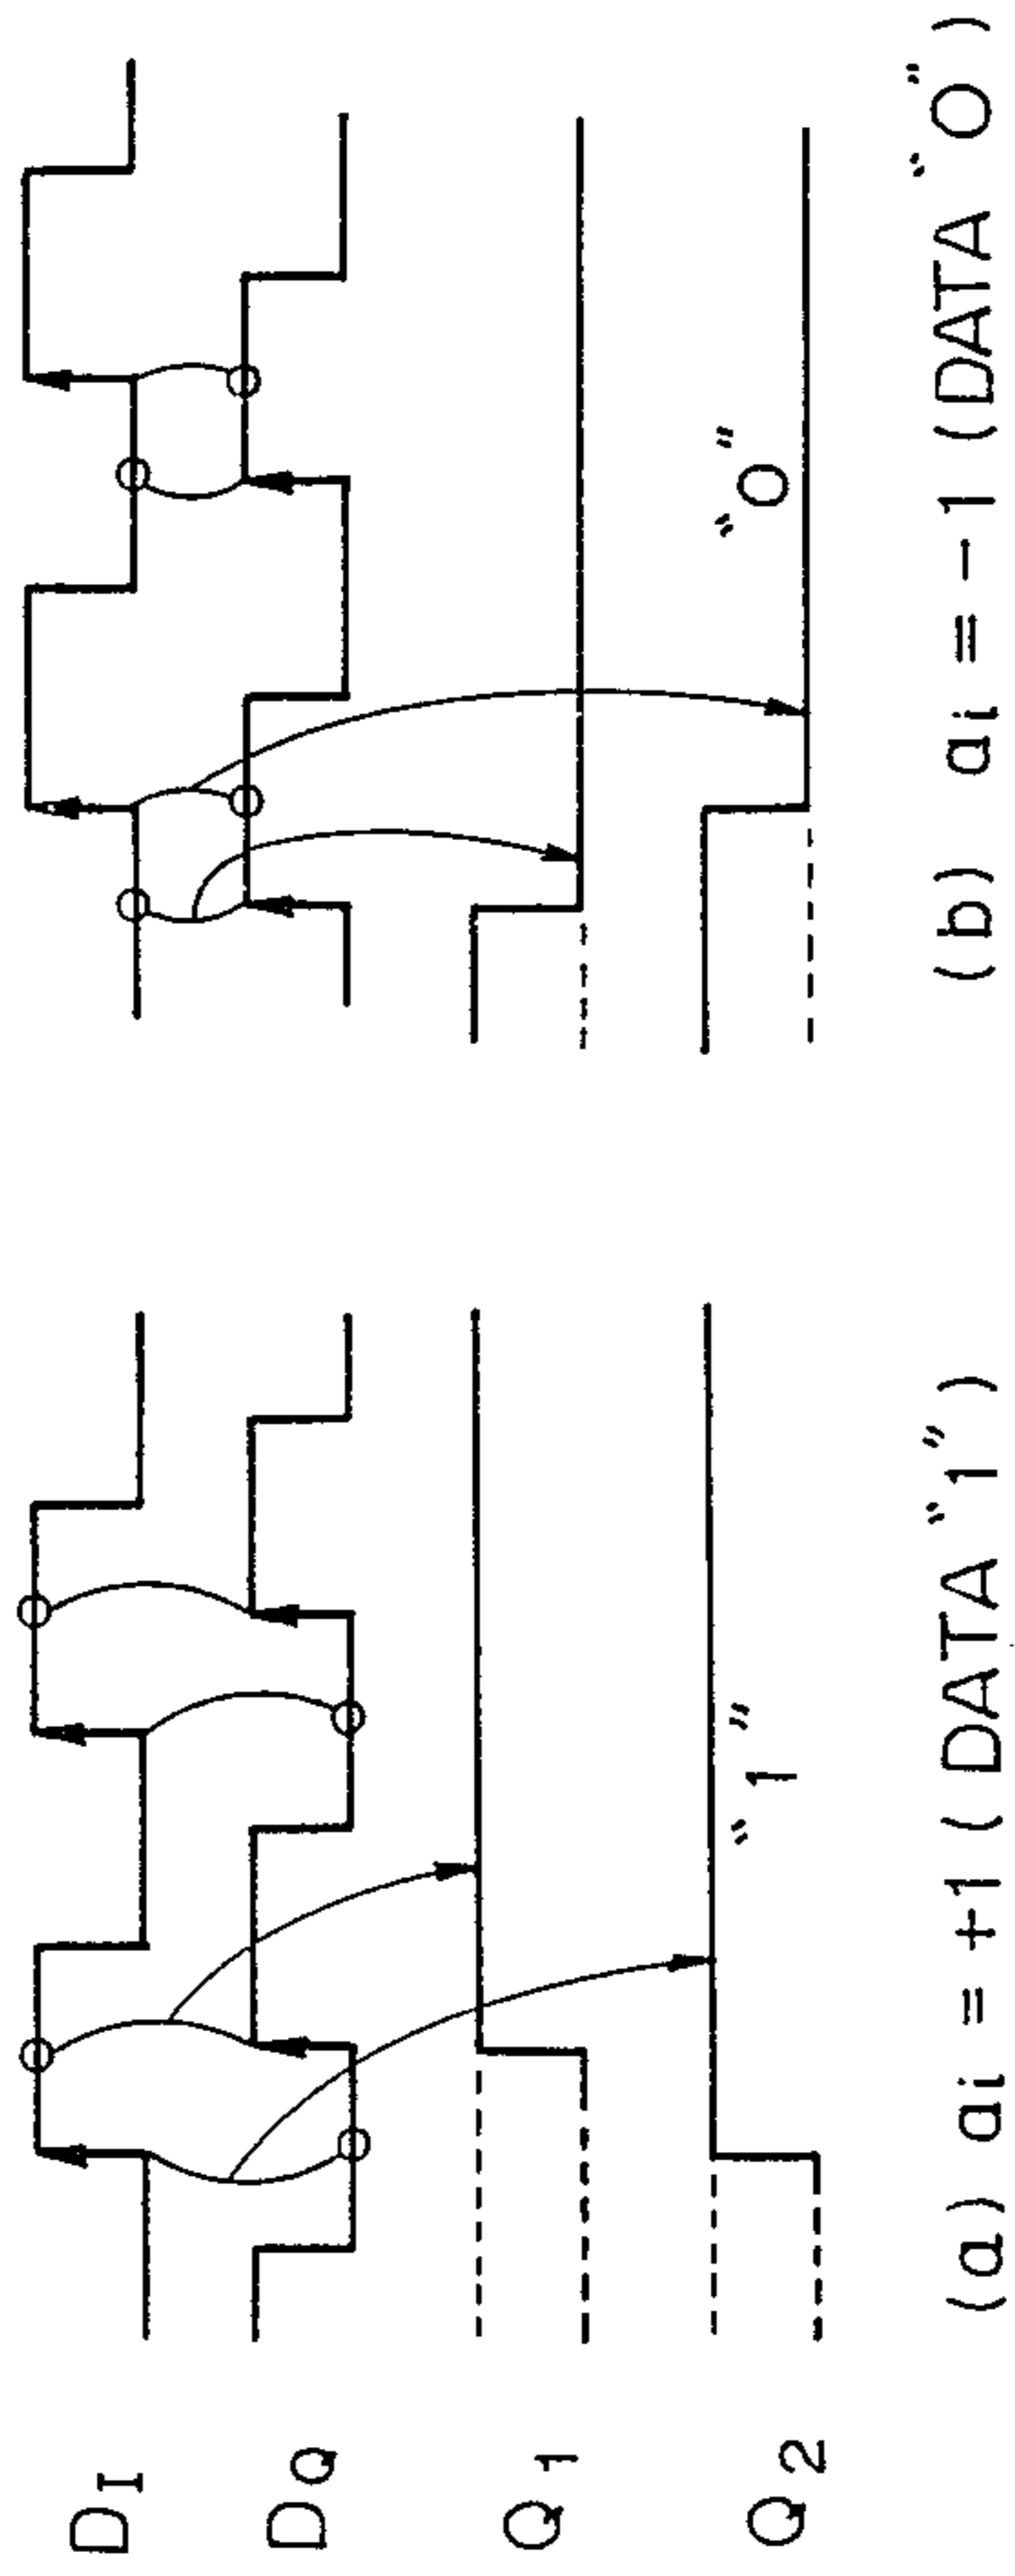 D_I
D_Q
Q_1
Q_2
"1"
"0"
(a) a_i = +1 (DATA "1")
(b) a_i = -1 (DATA "0")